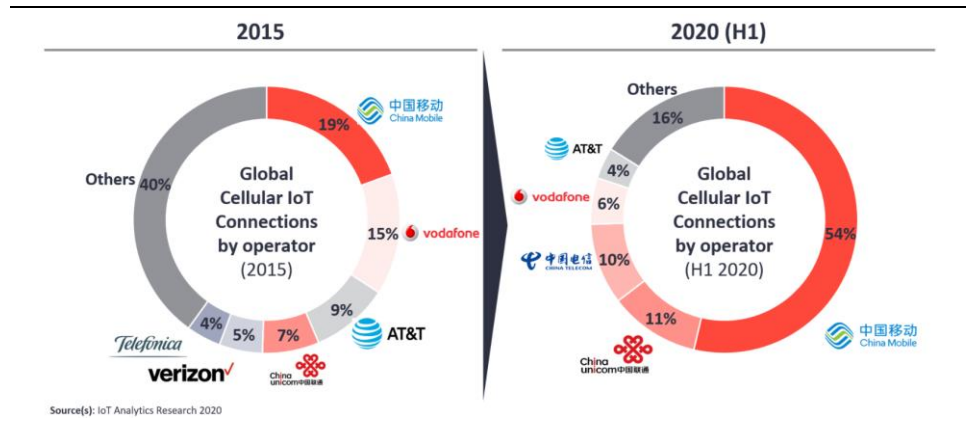 2015
2020 (H1)
19%
中国移动
China Mobile
15%
vodafone
9%
AT&T
7%
China
unicom中国联通
5%
verizon✓
4%
Telefónica
Others
40%
Global
Cellular IoT
Connections
by operator
(2015)
Others
16%
AT&T
4%
vodafone
6%
中国电信
CHINA TELECOM
10%
11%
China
unicom中国联通
54%
中国移动
China Mobile
Global
Cellular IoT
Connections
by operator
(H1 2020)
Source(s): IoT Analytics Research 2020